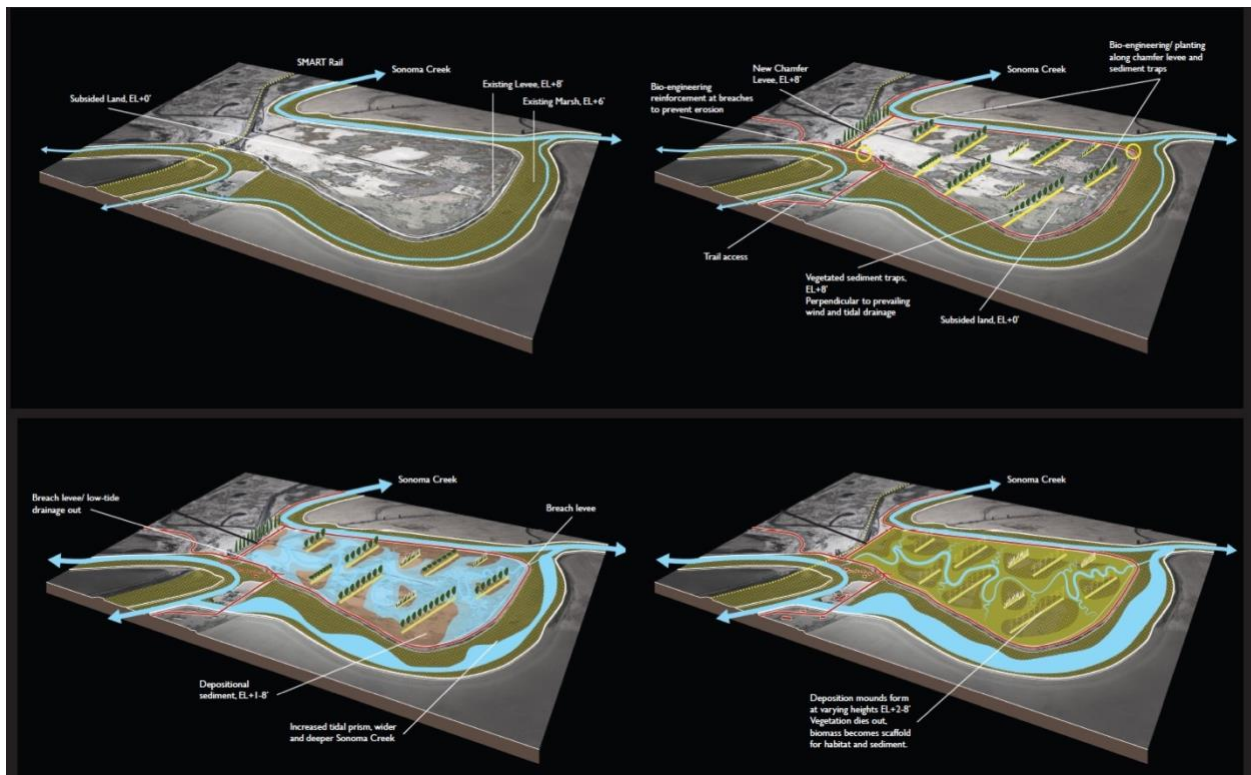 SMART Rail
Sonoma Creek
Subsided Land, EL+0'
Existing Levee, EL+8'
Existing Marsh, EL+6'
Bio-engineering/ planting
along chamfer levee and
sediment traps
New Chamfer
Levee, EL+8'
Sonoma Creek
Bio-engineering
reinforcement at breaches
to prevent erosion
Trail access
Vegetated sediment traps,
EL+8'
Perpendicular to prevailing
wind and tidal drainage
Subsided land, EL+0'
Sonoma Creek
Breach levee/ low-tide
drainage out
Breach levee
Depositional
sediment, EL+1-8'
Increased tidal prism, wider
and deeper Sonoma Creek
Sonoma Creek
Deposition mounds form
at varying heights EL+2-8'
Vegetation dies out,
biomass becomes scaffold
for habitat and sediment.